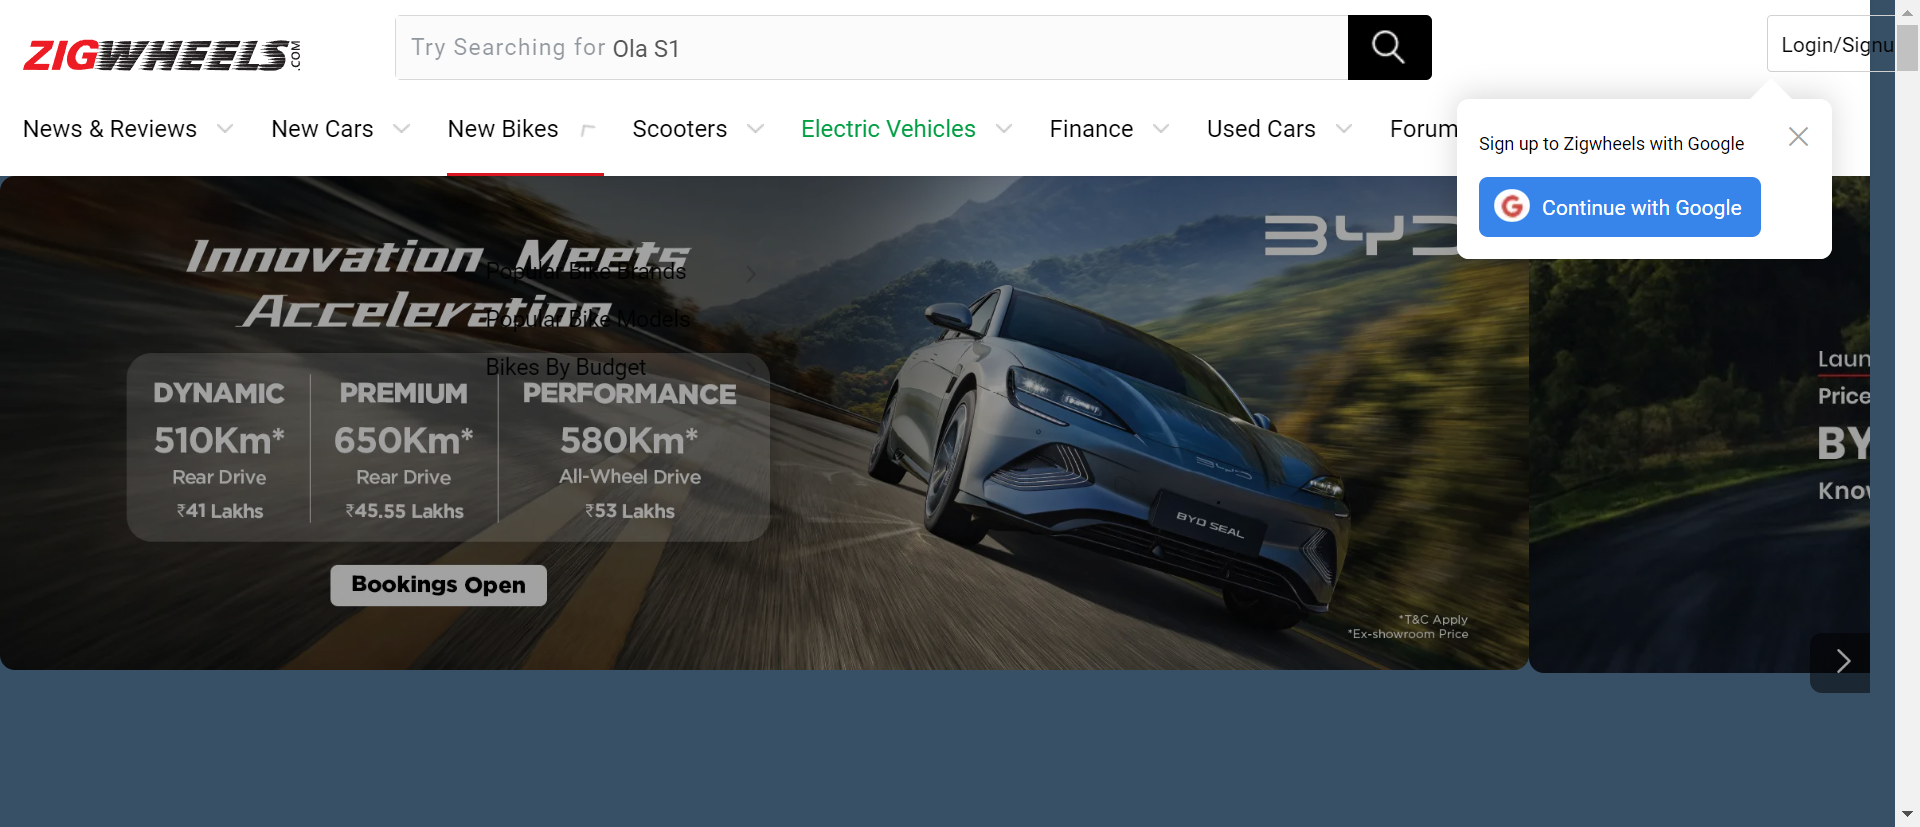 ZIGWHEELS.COM
Try Searching for Ola S1
Login/Signu
News & Reviews
New Cars
New Bikes
Scooters
Electric Vehicles
Finance
Used Cars
Forum
Sign up to Zigwheels with Google
Continue with Google
Innovation Meets
Acceleration
BYD
Popular Bike Brands
Popular Bike Models
Bikes By Budget
DYNAMIC
510Km*
Rear Drive
₹41 Lakhs
PREMIUM
650Km*
Rear Drive
₹45.55 Lakhs
PERFORMANCE
580Km*
All-Wheel Drive
₹53 Lakhs
Bookings Open
BYD
BYD SEAL
*T&C Apply
*Ex-showroom Price
Laun
Price
BY
Know